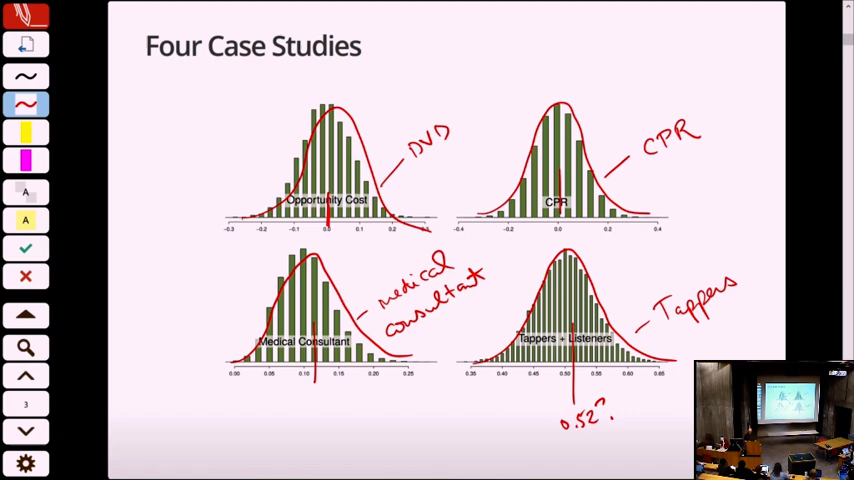 Four Case Studies
DVD
CPR
Opportunity Cost
CPR
-0.3 -0.2 -0.1 0.0 0.1 0.2 0.3
-0.4 -0.2 0.0 0.2 0.4
medical
consultant
Tappers
Medical Consultant
Tappers + Listeners
0.00 0.05 0.10 0.15 0.20 0.25
0.35 0.40 0.45 0.50 0.55 0.60 0.65
0.52?
A
A
3